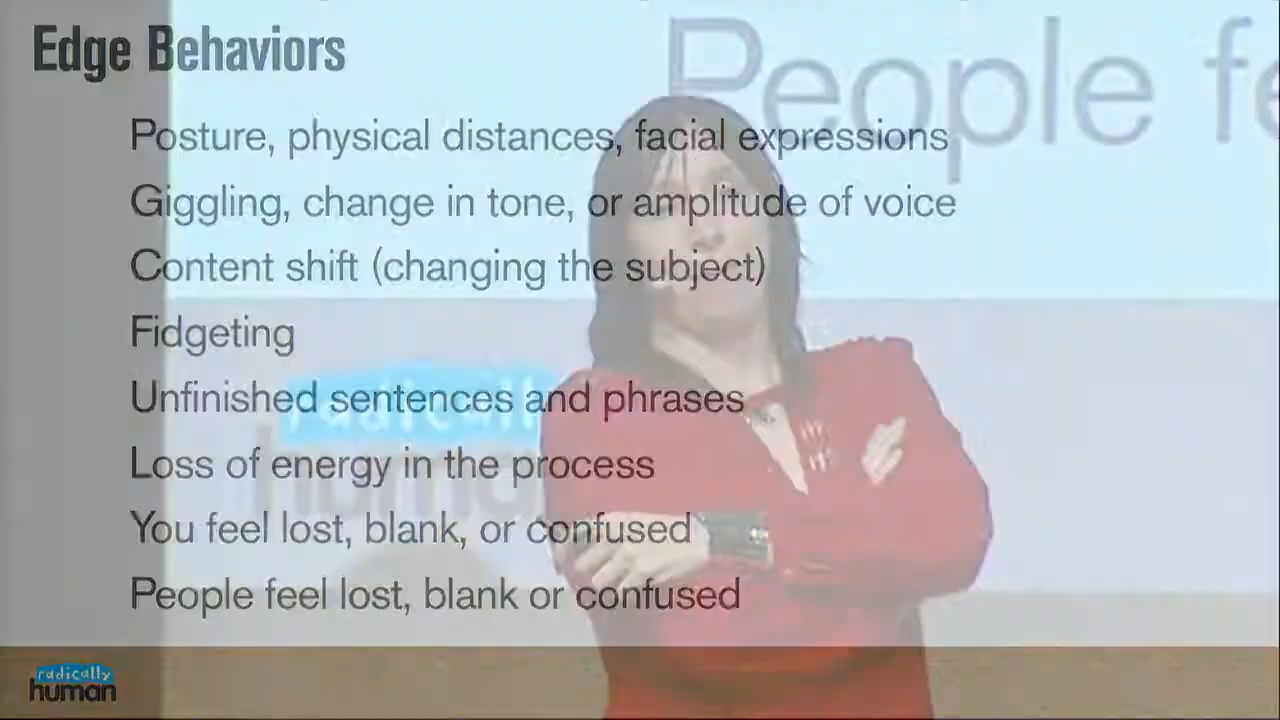 Edge Behaviors
People fe
Posture, physical distances, facial expressions
Giggling, change in tone, or amplitude of voice
Content shift (changing the subject)
Fidgeting
Unfinished sentences and phrases
radically
human
Loss of energy in the process
You feel lost, blank, or confused
People feel lost, blank or confused
radically
human